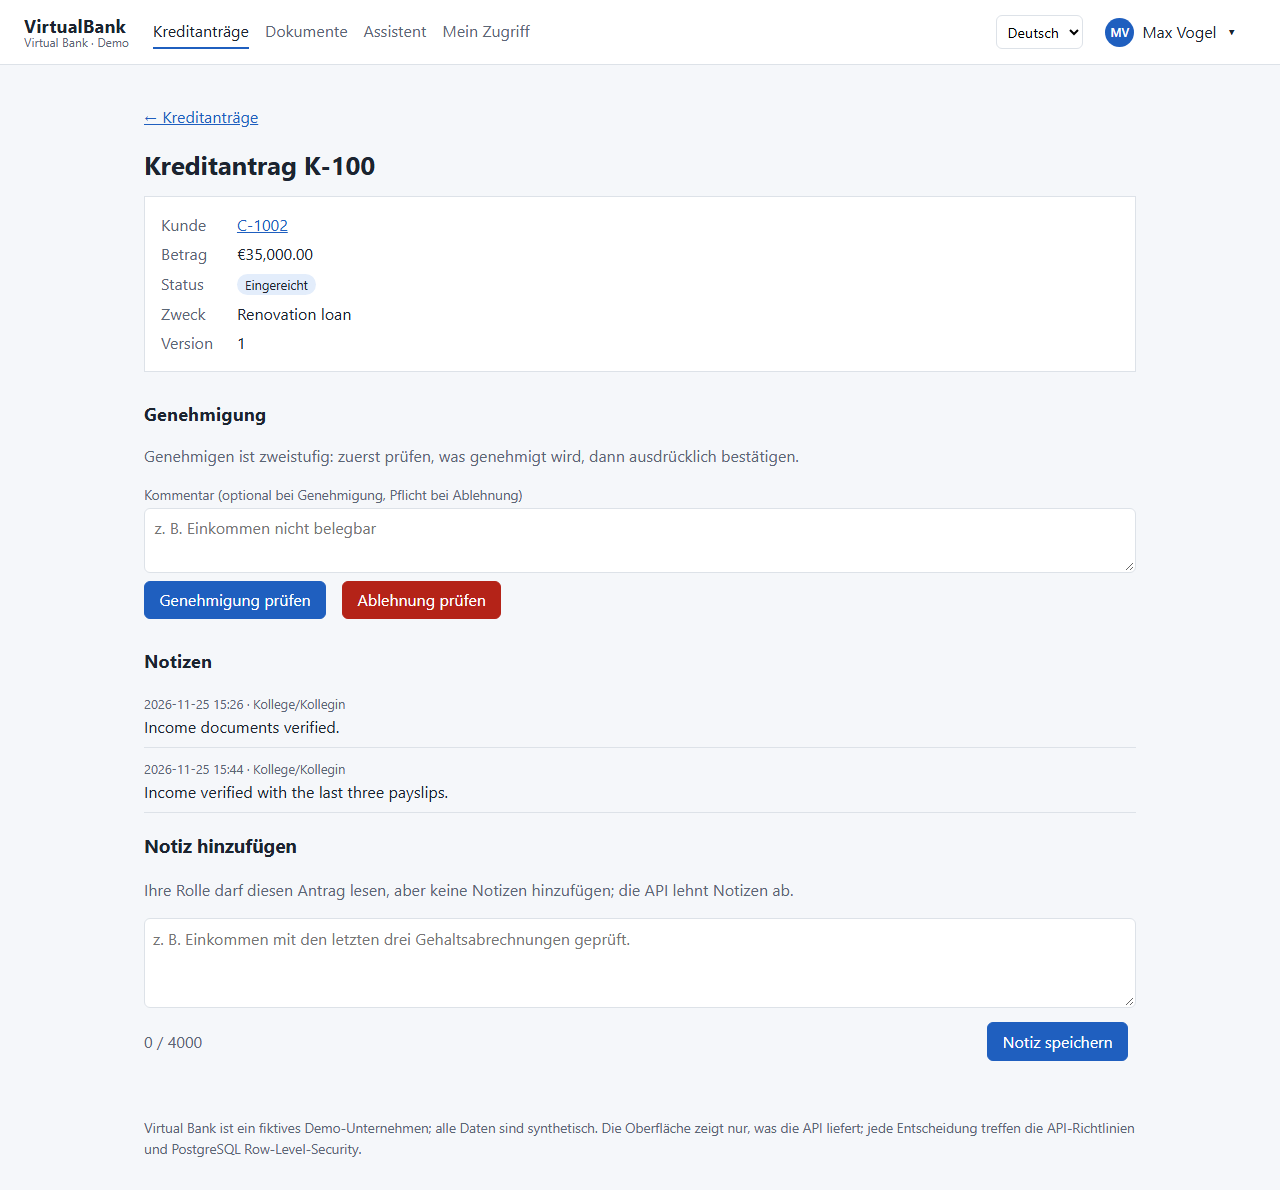 VirtualBank
Virtual Bank · Demo
Kreditanträge
Dokumente
Assistent
Mein Zugriff
Deutsch
MV
Max Vogel
← Kreditanträge
Kreditantrag K-100
Kunde C-1002
Betrag €35,000.00
Status Eingereicht
Zweck Renovation loan
Version 1
Genehmigung
Genehmigen ist zweistufig: zuerst prüfen, was genehmigt wird, dann ausdrücklich bestätigen.
Kommentar (optional bei Genehmigung, Pflicht bei Ablehnung)
z. B. Einkommen nicht belegbar
Genehmigung prüfen
Ablehnung prüfen
Notizen
2026-11-25 15:26 · Kollege/Kollegin
Income documents verified.
2026-11-25 15:44 · Kollege/Kollegin
Income verified with the last three payslips.
Notiz hinzufügen
Ihre Rolle darf diesen Antrag lesen, aber keine Notizen hinzufügen; die API lehnt Notizen ab.
z. B. Einkommen mit den letzten drei Gehaltsabrechnungen geprüft.
0 / 4000
Notiz speichern
Virtual Bank ist ein fiktives Demo-Unternehmen; alle Daten sind synthetisch. Die Oberfläche zeigt nur, was die API liefert; jede Entscheidung treffen die API-Richtlinien
und PostgreSQL Row-Level-Security.